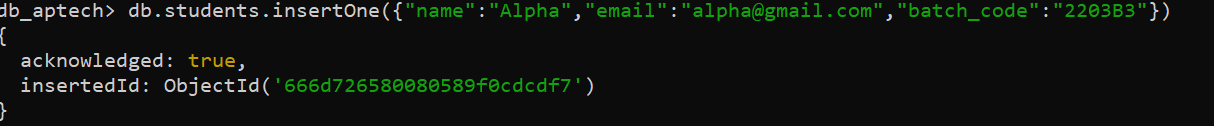 db_aptech> db.students.insertOne({"name":"Alpha","email":"alpha@gmail.com","batch_code":"2203B3"})
{
  acknowledged: true,
  insertedId: ObjectId('666d726580080589f0cdcdf7')
}